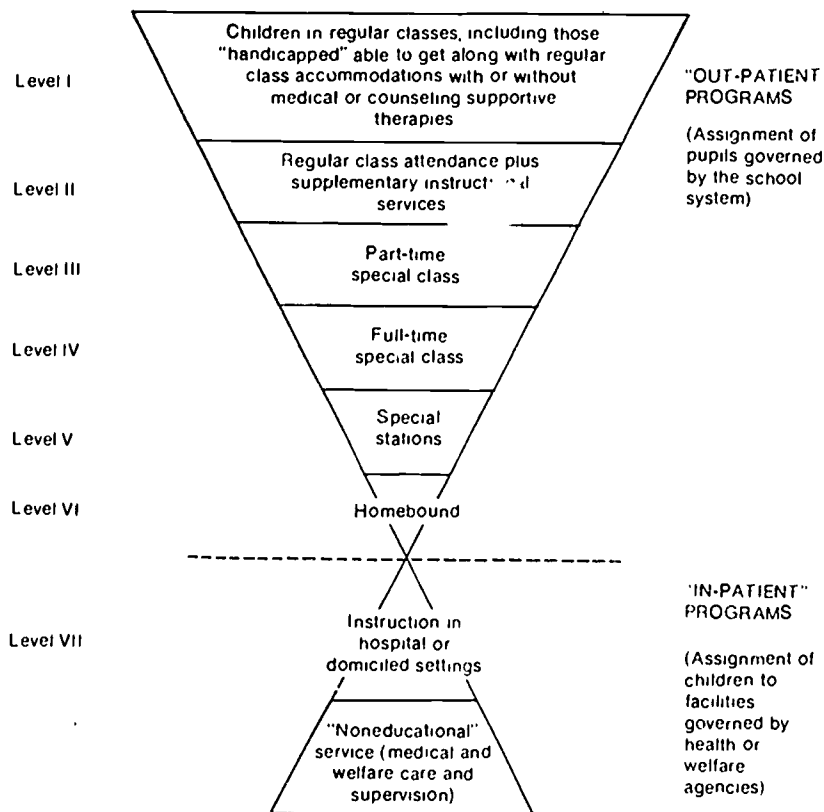 Level I
Children in regular classes, including those
"handicapped" able to get along with regular
class accommodations with or without
medical or counseling supportive
therapies
"OUT-PATIENT
PROGRAMS
(Assignment of
pupils governed
by the school
system)
Level II
Regular class attendance plus
supplementary
services
Level III
Part-time
special class
Level IV
Full-time
special class
Level V
Special
stations
Level VI
Homebound
Level VII
Instruction in
hospital or
domiciled settings
"Noneducational"
service (medical and
welfare care and
supervision)
'IN-PATIENT"
PROGRAMS
(Assignment of
children to
facilities
governed by
health or
welfare
agencies)